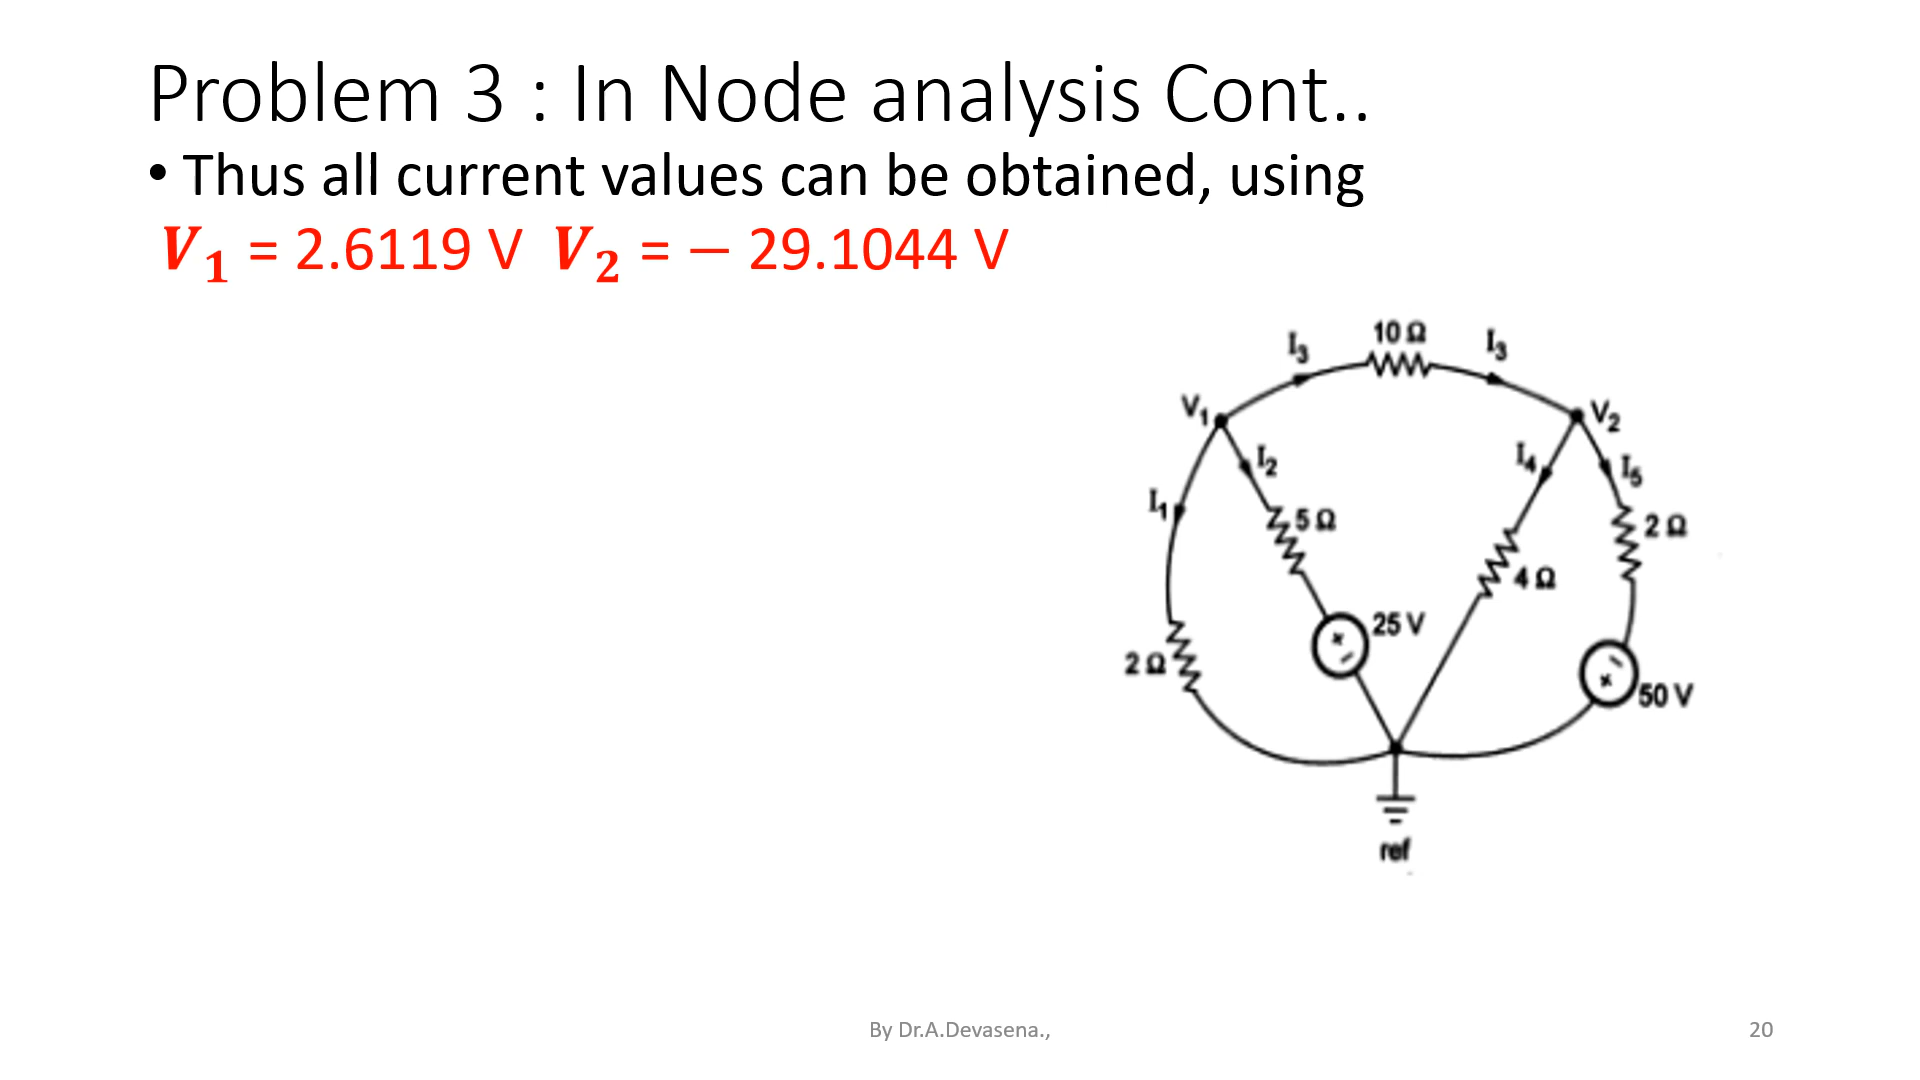 Problem 3 : In Node analysis Cont..
• Thus all current values can be obtained, using
V₁ = 2.6119 V V₂ = – 29.1044 V
I₃ 10 Ω I₃
V₁ V₂
I₂ I₄ I₅
I₁ 5 Ω 2 Ω
4 Ω
25 V
2 Ω
50 V
ref
By Dr.A.Devasena., 20